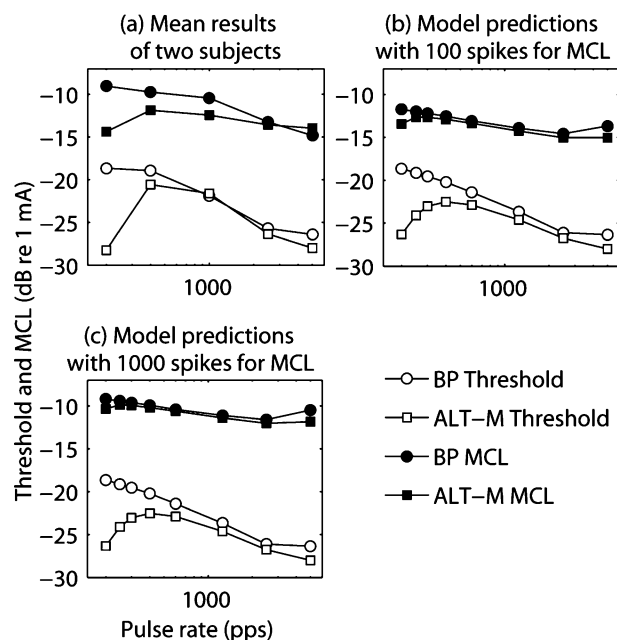 (a) Mean results
of two subjects
(b) Model predictions
with 100 spikes for MCL
−10
−15
−20
−25
−30
1000
−10
−15
−20
−25
−30
1000
(c) Model predictions
with 1000 spikes for MCL
−10
−15
−20
−25
−30
1000
Threshold and MCL (dB re 1 mA)
Pulse rate (pps)
BP Threshold
ALT−M Threshold
BP MCL
ALT−M MCL